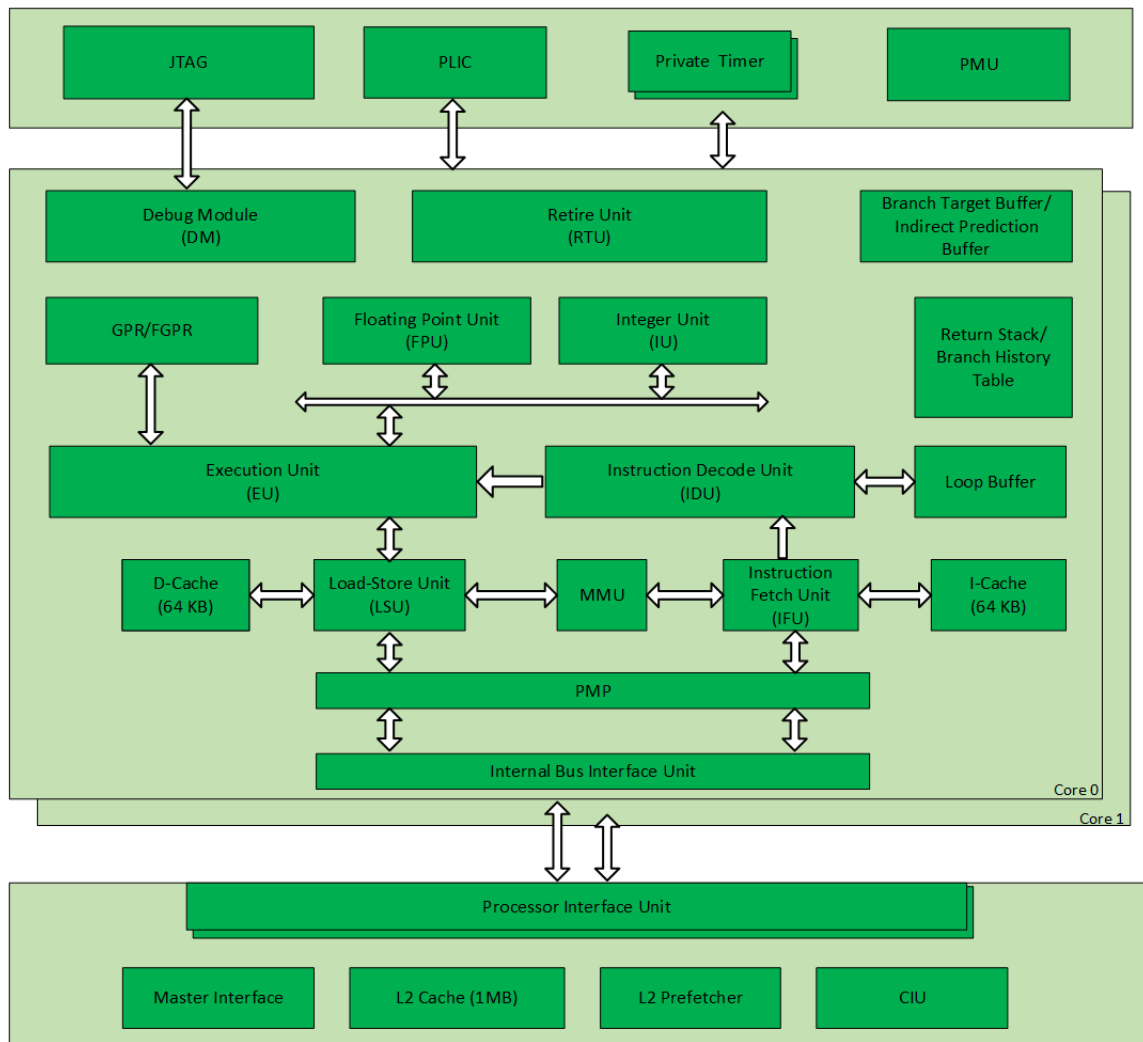 JTAG
PLIC
Private Timer
PMU
Debug Module
(DM)
Retire Unit
(RTU)
Branch Target Buffer/
Indirect Prediction
Buffer
GPR/FGPR
Floating Point Unit
(FPU)
Integer Unit
(IU)
Return Stack/
Branch History
Table
Execution Unit
(EU)
Instruction Decode Unit
(IDU)
Loop Buffer
D-Cache
(64 KB)
Load-Store Unit
(LSU)
MMU
Instruction
Fetch Unit
(IFU)
I-Cache
(64 KB)
PMP
Internal Bus Interface Unit
Core 0
Core 1
Processor Interface Unit
Master Interface
L2 Cache (1MB)
L2 Prefetcher
CIU